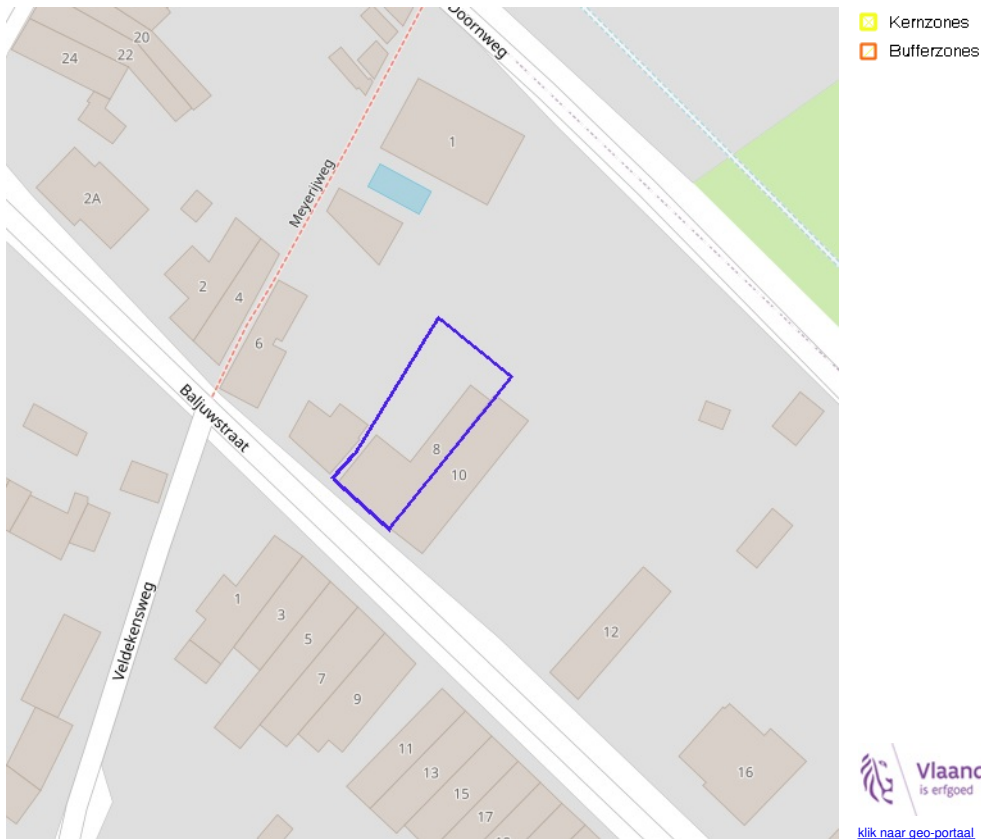 Kernzones
Bufferzones
Doornweg
20
22
24
1
2A
Meyerijweg
2
4
6
Baljuwstraat
8
10
Veldekensweg
1
3
5
7
9
12
11
13
15
17
16
Vlaand
is erfgoed
klik naar geo-portaal